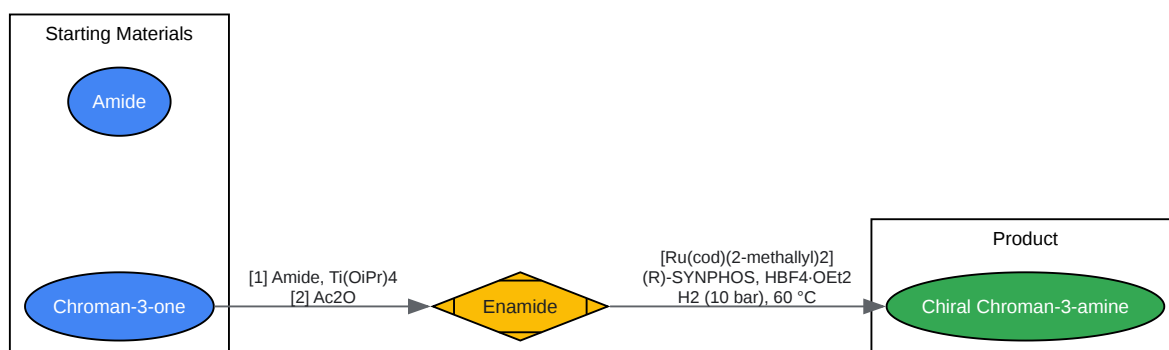 Starting Materials
Amide
Chroman-3-one
[1] Amide, Ti(OiPr)4
[2] Ac2O
Enamide
[Ru(cod)(2-methallyl)2]
(R)-SYNPHOS, HBF4·OEt2
H2 (10 bar), 60 °C
Product
Chiral Chroman-3-amine